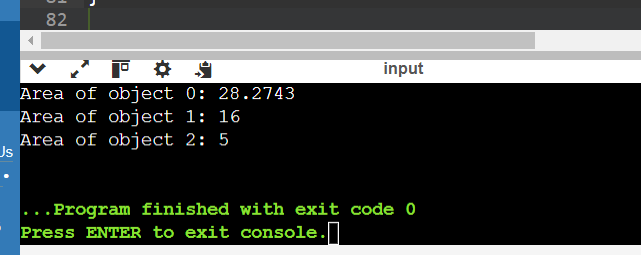 82
input
Area of object 0: 28.2743
Area of object 1: 16
Area of object 2: 5
Us
...Program finished with exit code 0
Press ENTER to exit console.